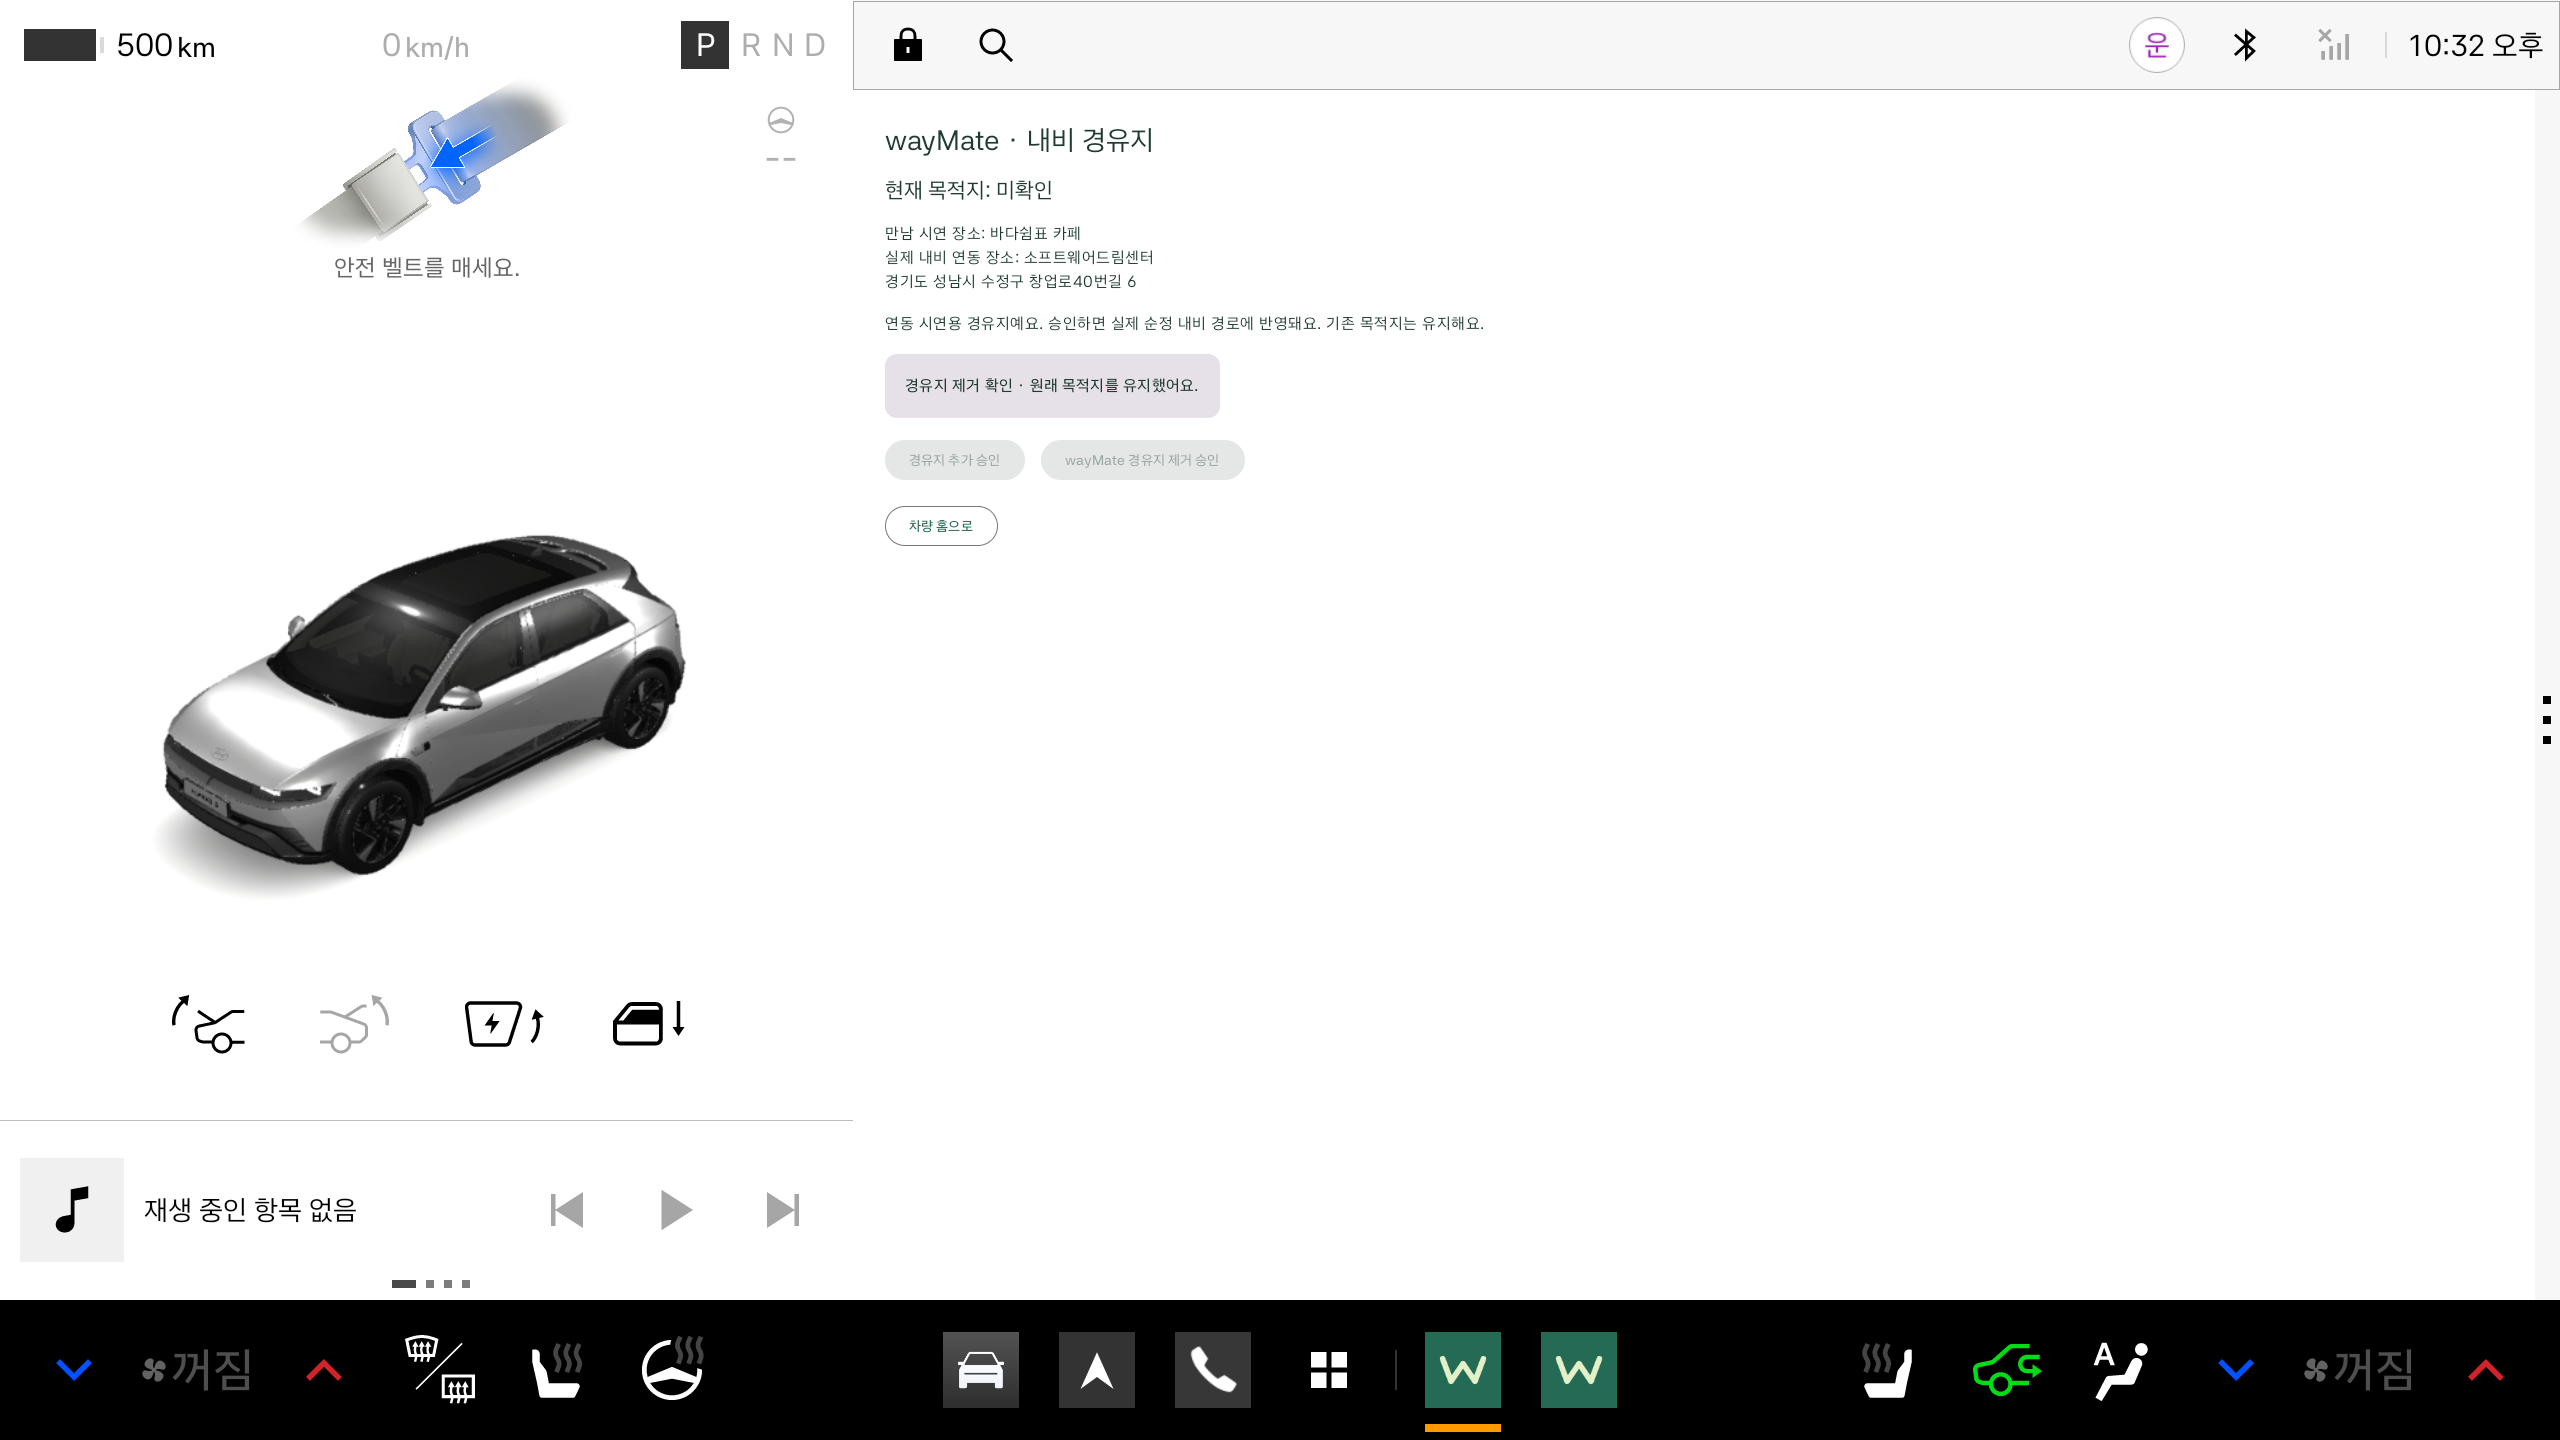 500 km
0 km/h
P R N D
운
10:32 오후
안전 벨트를 매세요.
wayMate · 내비 경유지
현재 목적지: 미확인
만남 시연 장소: 바다쉼표 카페
실제 내비 연동 장소: 소프트웨어드림센터
경기도 성남시 수정구 창업로40번길 6
연동 시연용 경유지예요. 승인하면 실제 순정 내비 경로에 반영돼요. 기존 목적지는 유지해요.
경유지 제거 확인 · 원래 목적지를 유지했어요.
경유지 추가 승인
wayMate 경유지 제거 승인
차량 홈으로
재생 중인 항목 없음
꺼짐
W
W
A
꺼짐